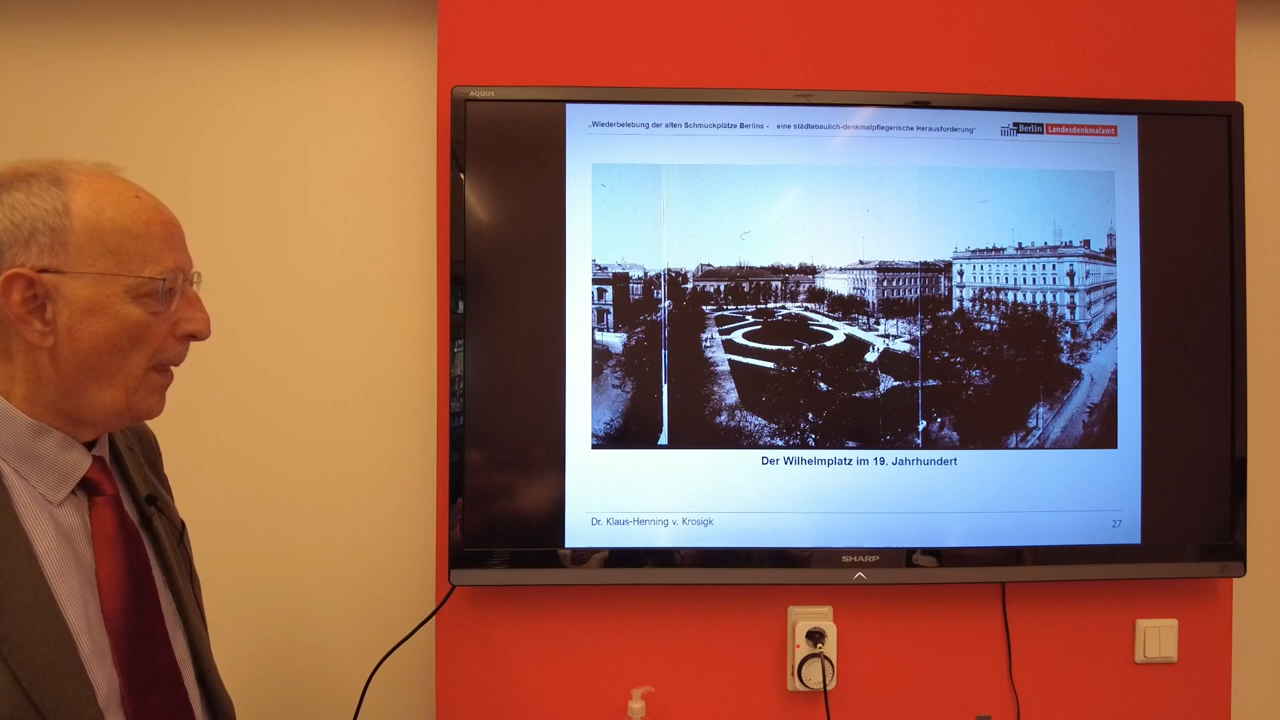 AQUOS
„Wiederbelebung der alten Schmuckplätze Berlins - eine städtebaulich-denkmalpflegerische Herausforderung“
Berlin Landesdenkmalamt
Der Wilhelmplatz im 19. Jahrhundert
Dr. Klaus-Henning v. Krosigk
27
SHARP